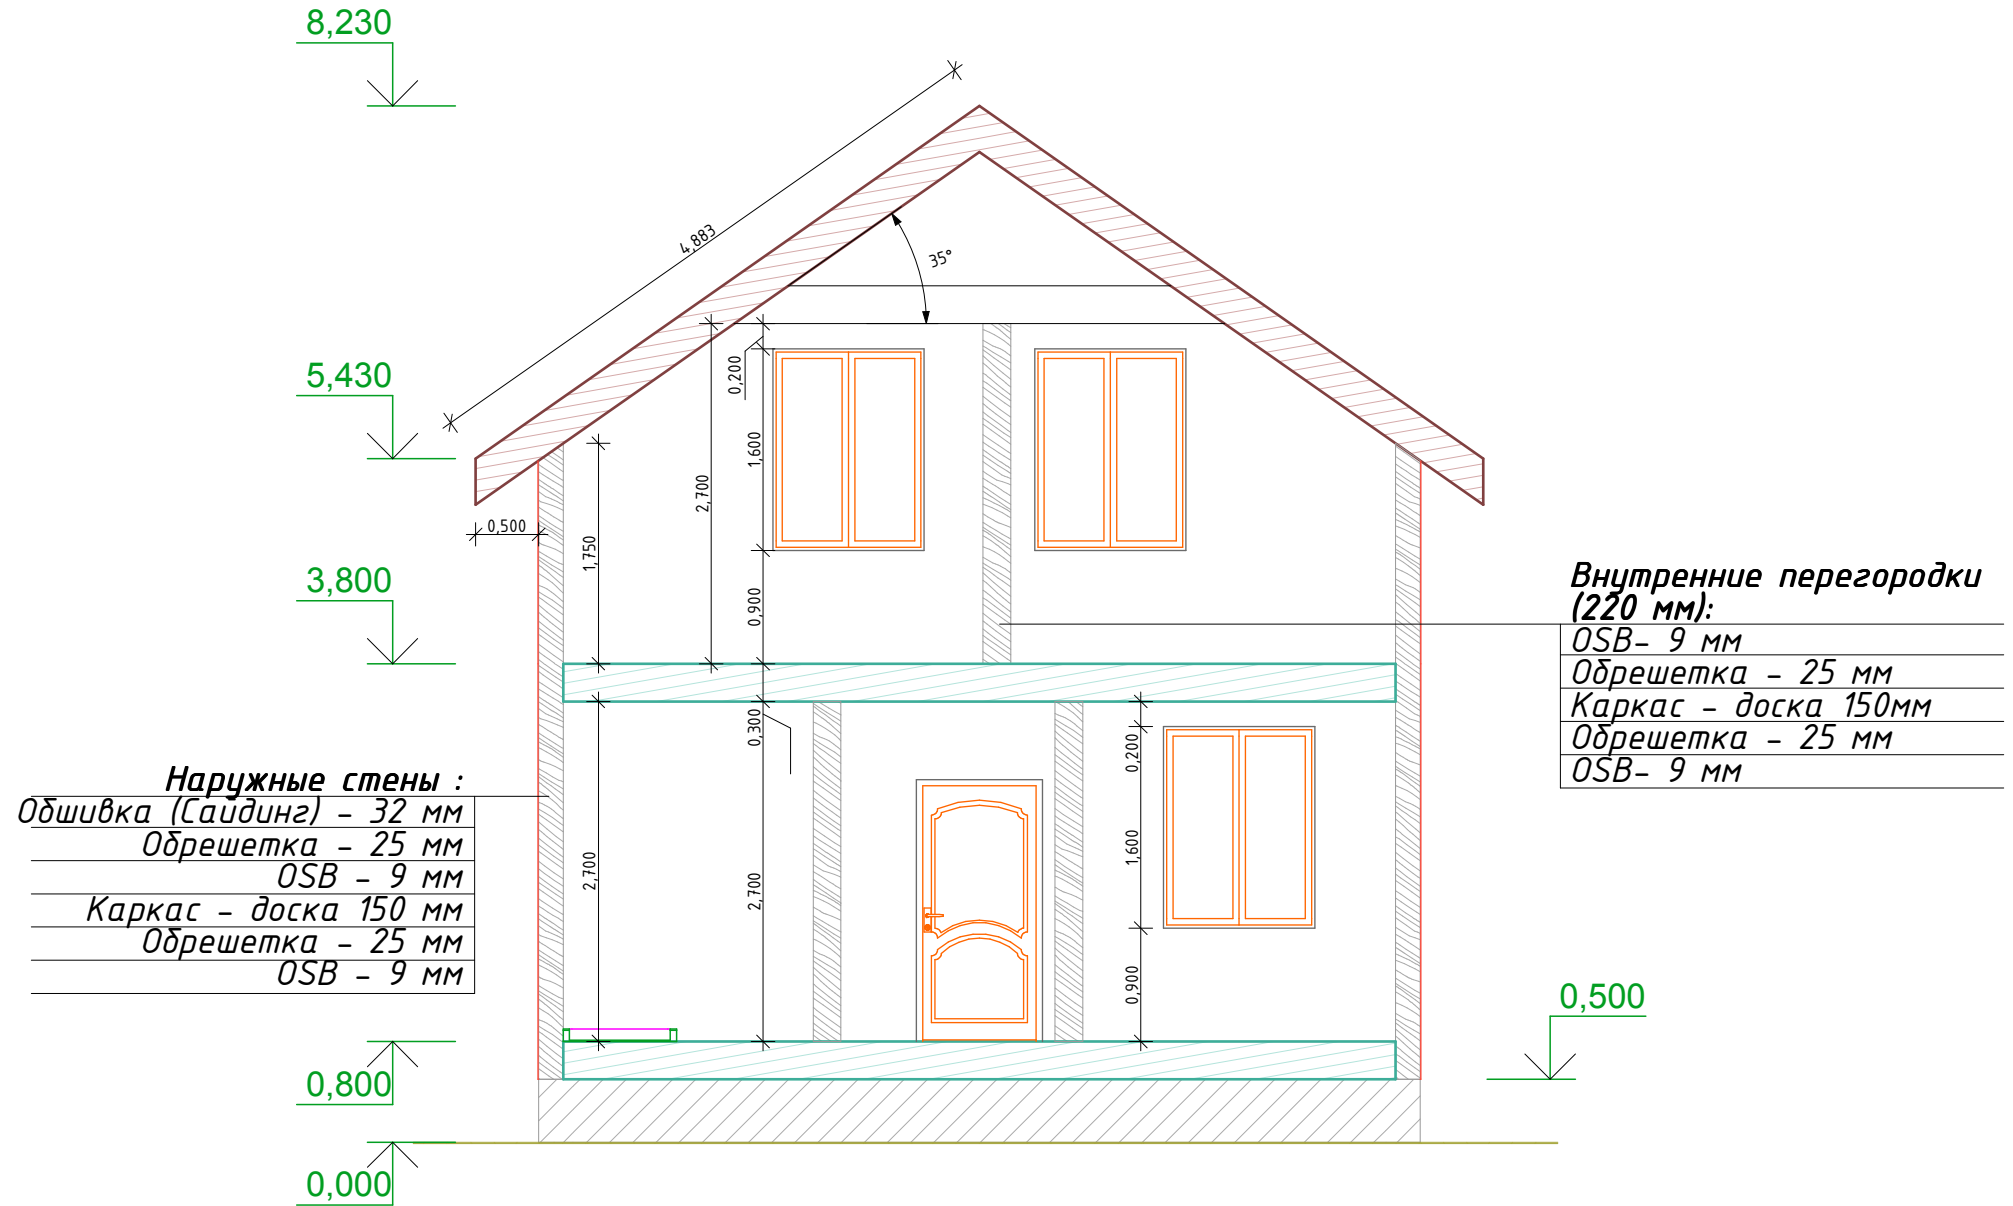 8,230
4,883
35°
5,430
0,200
1,600
2,700
0,500
1,750
3,800
0,900
Внутренние перегородки
(220 мм):
OSB- 9 мм
Обрешетка - 25 мм
Каркас - доска 150мм
Обрешетка - 25 мм
OSB- 9 мм
0,300
0,200
Наружные стены :
Обшивка (Сайдинг) - 32 мм
Обрешетка - 25 мм
OSB - 9 мм
Каркас - доска 150 мм
Обрешетка - 25 мм
OSB - 9 мм
2,700
2,700
1,600
0,900
0,500
0,800
0,000